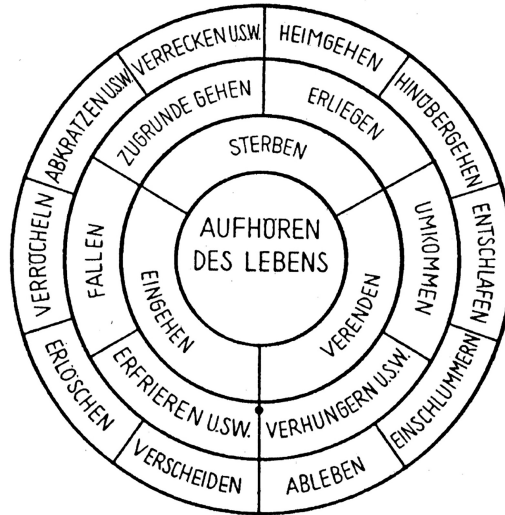 AUFHÖREN
DES LEBENS
STERBEN
VERENDEN
EINGEHEN
ZUGRUNDE GEHEN
ERLIEGEN
UMKOMMEN
VERHUNGERN U.S.W.
ERFRIEREN U.S.W.
FALLEN
VERRECKEN U.S.W.
HEIMGEHEN
HINÜBERGEHEN
ENTSCHLAFEN
EINSCHLUMMERN
ABLEBEN
VERSCHEIDEN
ERLÖSCHEN
VERRÖCHELN
ABKRATZEN U.S.W.